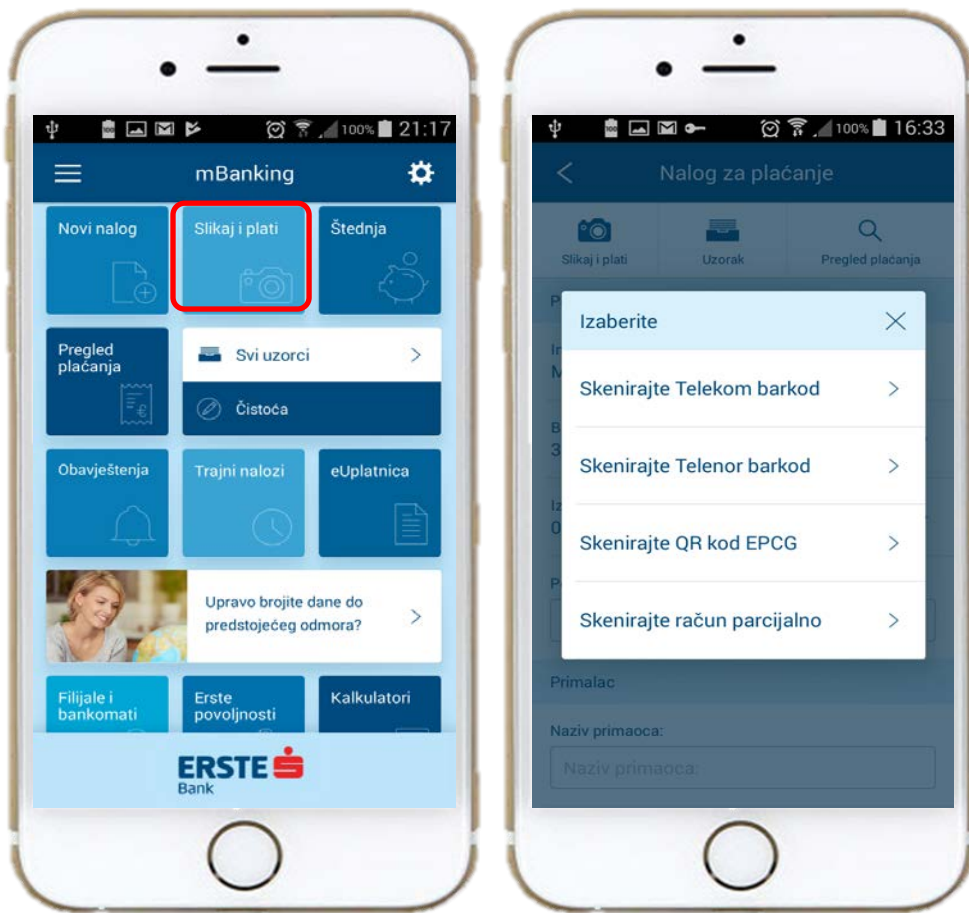 100% 21:17
mBanking
Novi nalog
Slikaj i plati
Štednja
Pregled
plaćanja
Svi uzorci
Čistoća
Obavještenja
Trajni nalozi
eUplatnica
Upravo brojite dane do
predstojećeg odmora?
Filijale i
bankomati
Erste
povoljnosti
Kalkulatori
ERSTE
Bank
100% 16:33
Nalog za plaćanje
Slikaj i plati
Uzorak
Pregled plaćanja
Izaberite
Skenirajte Telekom barkod
Skenirajte Telenor barkod
Skenirajte QR kod EPCG
Skenirajte račun parcijalno
Primalac
Naziv primaoca:
Naziv primaoca: